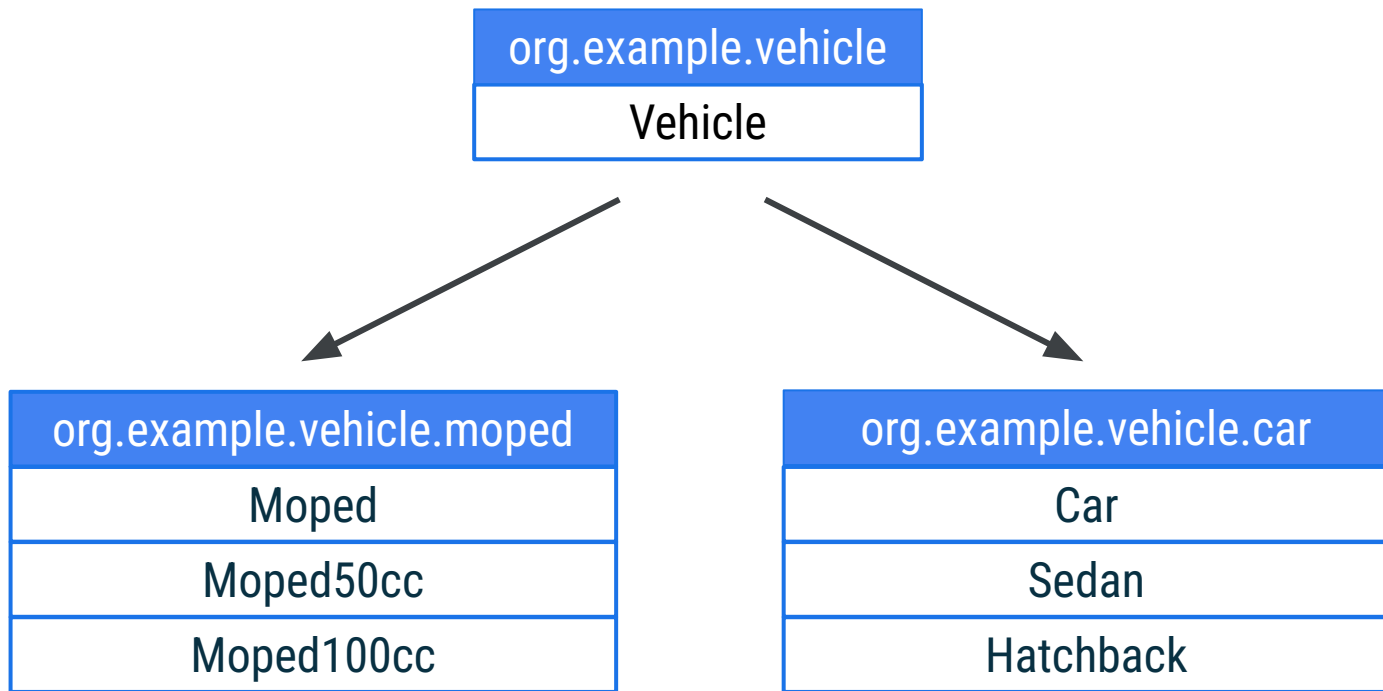 org.example.vehicle
Vehicle
org.example.vehicle.moped
Moped
Moped50cc
Moped100cc
org.example.vehicle.car
Car
Sedan
Hatchback